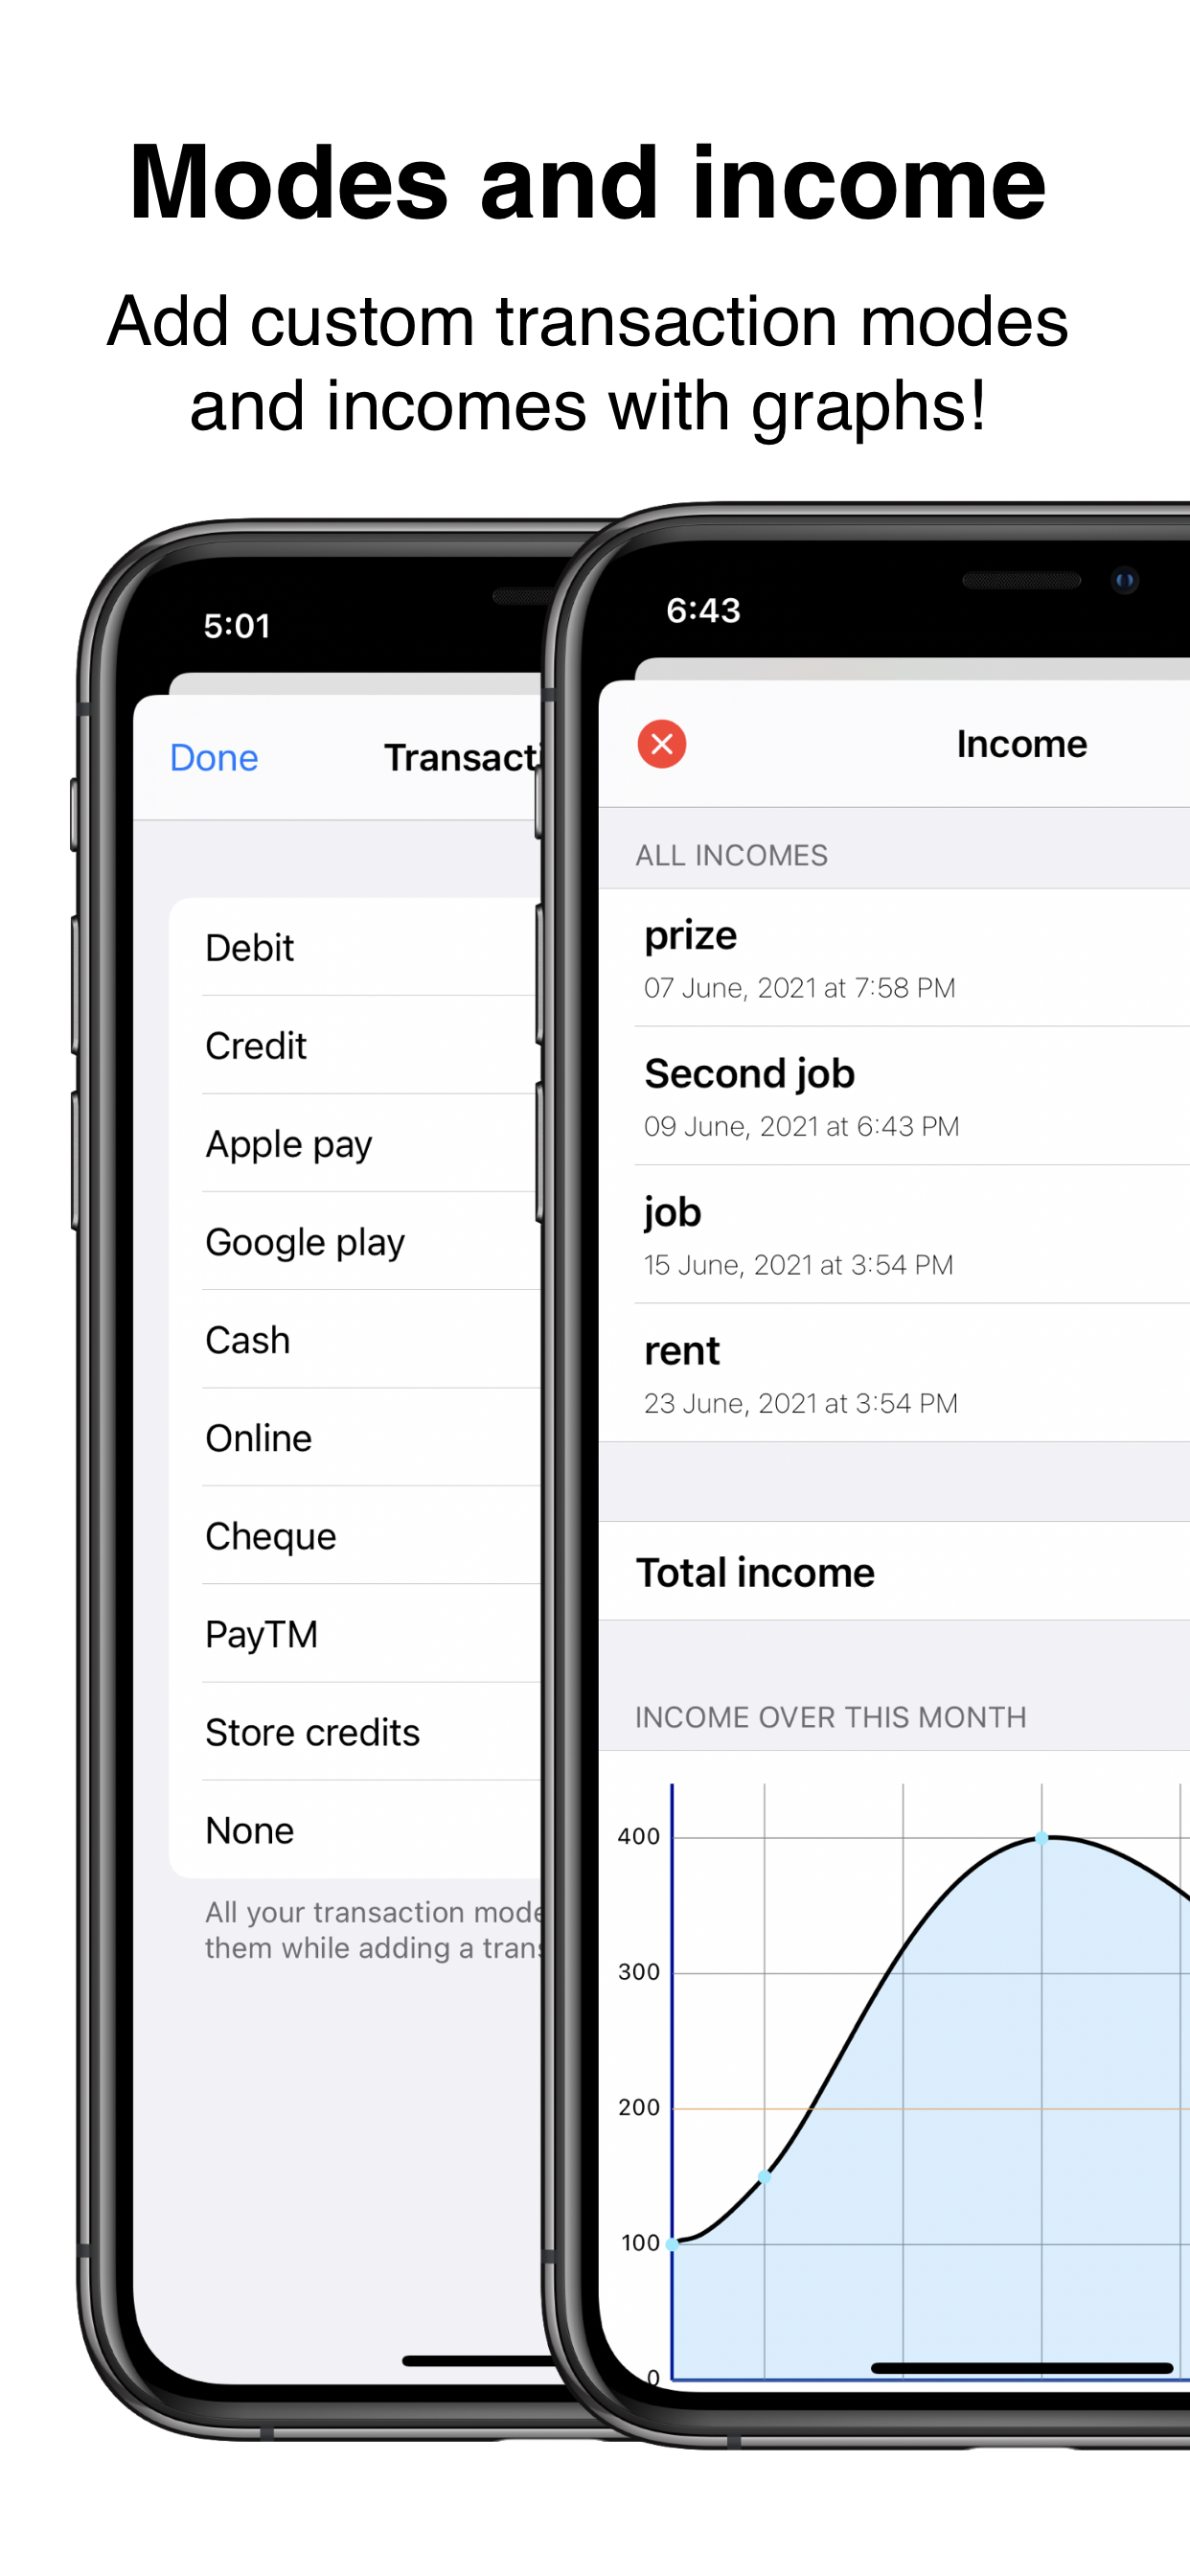 Modes and income
Add custom transaction modes
and incomes with graphs!
5:01
Done
Debit
Credit
Apple pay
Google play
Cash
Online
Cheque
PayTM
Store credits
None
All your transaction
them while adding a
6:43
Income
ALL INCOMES
prize
07 June, 2021 at 7:58 PM
Second job
09 June, 2021 at 6:43 PM
job
15 June, 2021 at 3:54 PM
rent
23 June, 2021 at 3:54 PM
Total income
INCOME OVER THIS MONTH
400
300
200
100
0